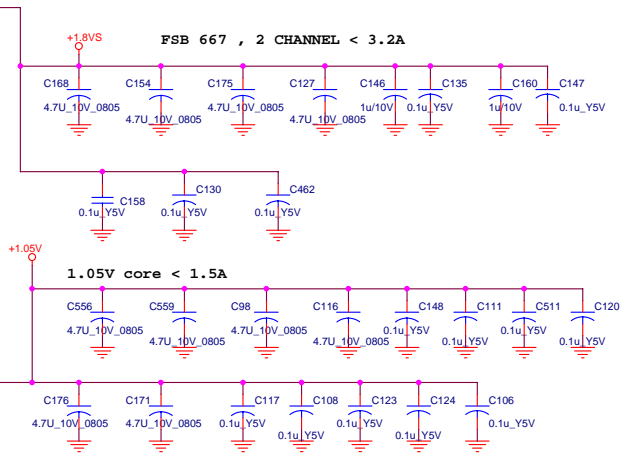 +1.8VS
FSB 667 , 2 CHANNEL < 3.2A
C168 C154 C175 C127 C146 C135 C160 C147
4.7U_10V_0805 4.7U_10V_0805 4.7U_10V_0805 4.7U_10V_0805 1u/10V 0.1u_Y5V 1u/10V 0.1u_Y5V
C158 C130 C462
0.1u_Y5V 0.1u_Y5V 0.1u_Y5V
+1.05V
1.05V core < 1.5A
C556 C559 C98 C116 C148 C111 C511 C120
4.7U_10V_0805 4.7U_10V_0805 4.7U_10V_0805 4.7U_10V_0805 0.1u_Y5V 0.1u_Y5V 0.1u_Y5V 0.1u_Y5V
C176 C171 C117 C108 C123 C124 C106
4.7U_10V_0805 4.7U_10V_0805 0.1u_Y5V 0.1u_Y5V 0.1u_Y5V 0.1u_Y5V 0.1u_Y5V